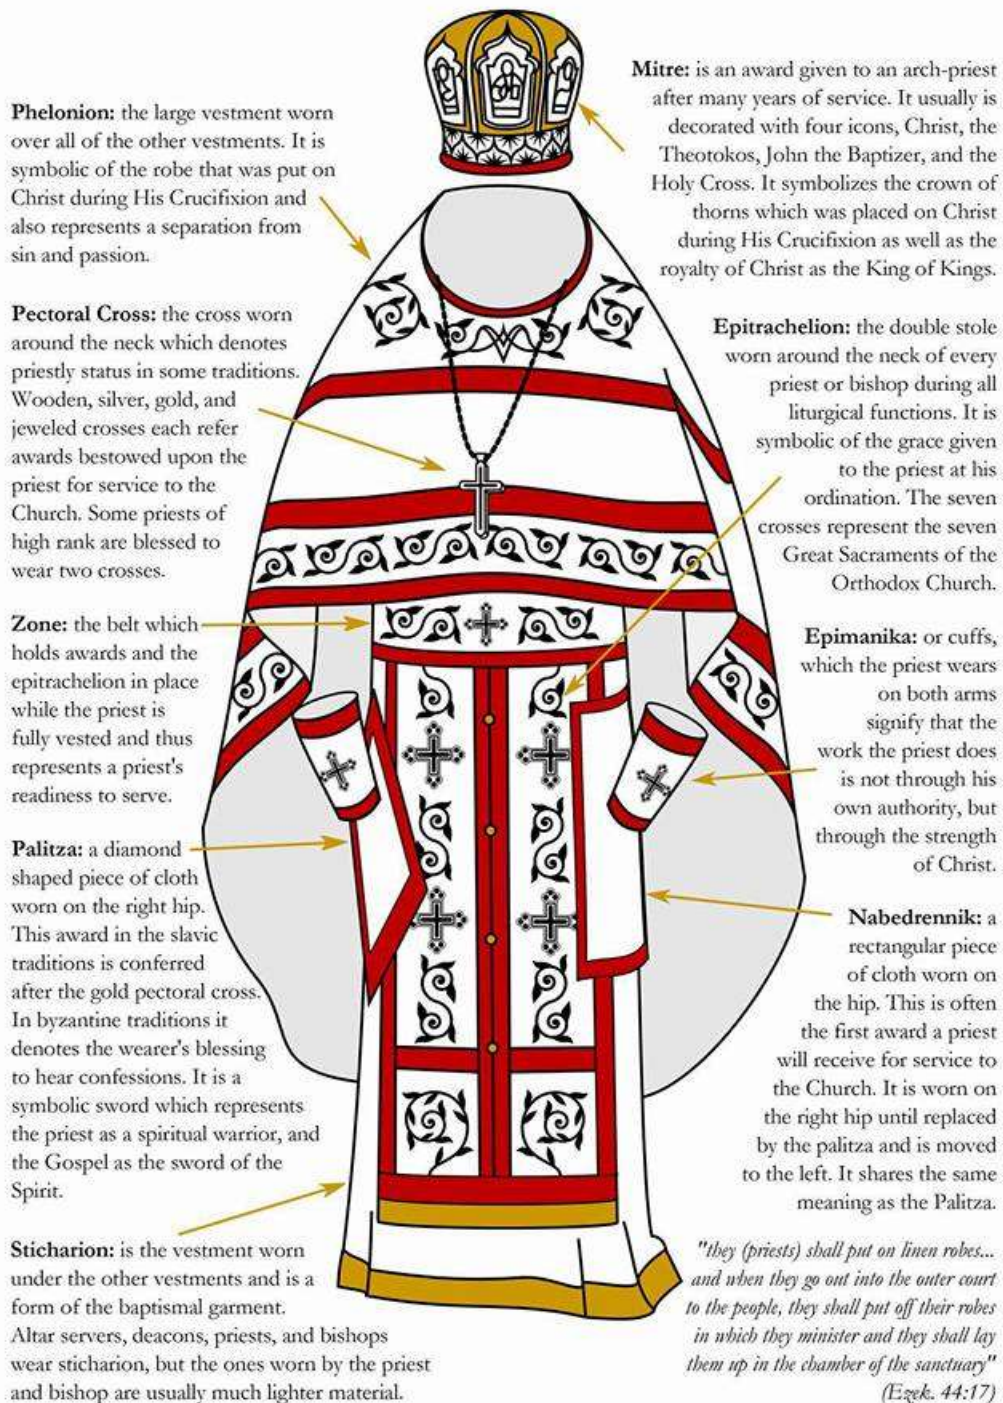 Phelonion: the large vestment worn
over all of the other vestments. It is
symbolic of the robe that was put on
Christ during His Crucifixion and
also represents a separation from
sin and passion.
Pectoral Cross: the cross worn
around the neck which denotes
priestly status in some traditions.
Wooden, silver, gold, and
jeweled crosses each refer
awards bestowed upon the
priest for service to the
Church. Some priests of
high rank are blessed to
wear two crosses.
Zone: the belt which
holds awards and the
epitrachelion in place
while the priest is
fully vested and thus
represents a priest's
readiness to serve.
Palitza: a diamond
shaped piece of cloth
worn on the right hip.
This award in the slavic
traditions is conferred
after the gold pectoral cross.
In byzantine traditions it
denotes the wearer's blessing
to hear confessions. It is a
symbolic sword which represents
the priest as a spiritual warrior, and
the Gospel as the sword of the
Spirit.
Sticharion: is the vestment worn
under the other vestments and is a
form of the baptismal garment.
Altar servers, deacons, priests, and bishops
wear sticharion, but the ones worn by the priest
and bishop are usually much lighter material.
Mitre: is an award given to an arch-priest
after many years of service. It usually is
decorated with four icons, Christ, the
Theotokos, John the Baptizer, and the
Holy Cross. It symbolizes the crown of
thorns which was placed on Christ
during His Crucifixion as well as the
royalty of Christ as the King of Kings.
Epitrachelion: the double stole
worn around the neck of every
priest or bishop during all
liturgical functions. It is
symbolic of the grace given
to the priest at his
ordination. The seven
crosses represent the seven
Great Sacraments of the
Orthodox Church.
Epimanika: or cuffs,
which the priest wears
on both arms
signify that the
work the priest does
is not through his
own authority, but
through the strength
of Christ.
Nabedrennik: a
rectangular piece
of cloth worn on
the hip. This is often
the first award a priest
will receive for service to
the Church. It is worn on
the right hip until replaced
by the palitza and is moved
to the left. It shares the same
meaning as the Palitza.
"they (priests) shall put on linen robes...
and when they go out into the outer court
to the people, they shall put off their robes
in which they minister and they shall lay
them up in the chamber of the sanctuary"
(Ezek. 44:17)